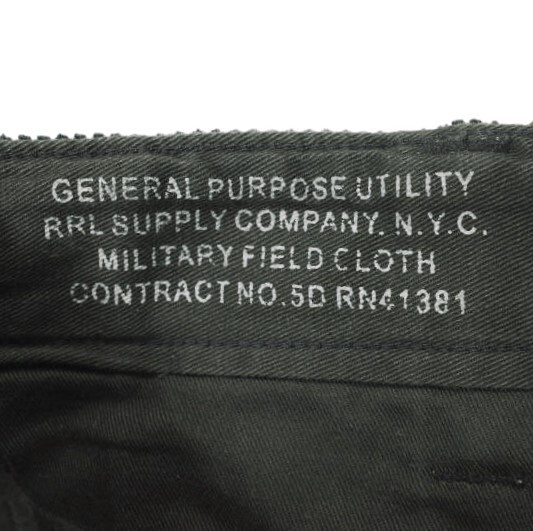 GENERAL PURPOSE UTILITY
RRL SUPPLY COMPANY. N.Y.C.
MILITARY FIELD CLOTH
CONTRACT NO.5D RN41381